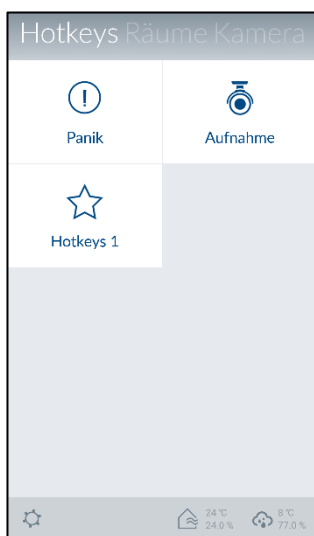 Hotkeys Räume Kamera
Panik
Aufnahme
Hotkeys 1
24 °C
24.0 %
8 °C
77.0 %